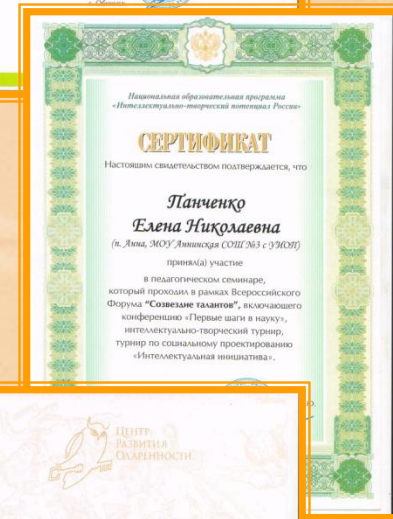 Национальная образовательная программа
«Интеллектуально-творческий потенциал России»
СЕРТИФИКАТ
Настоящим свидетельством подтверждается, что
Панченко
Елена Николаевна
(п. Анна, МОУ Аннинская СОШ №3 с УИОП)
принял(а) участие
в педагогическом семинаре,
который проходил в рамках Всероссийского
Форума "Созвездие талантов", включающего
конференцию «Первые шаги в науку»,
интеллектуально-творческий турнир,
турнир по социальному проектированию
«Интеллектуальная инициатива».
ЦЕНТР
РАЗВИТИЯ
ОДАРЕННОСТИ